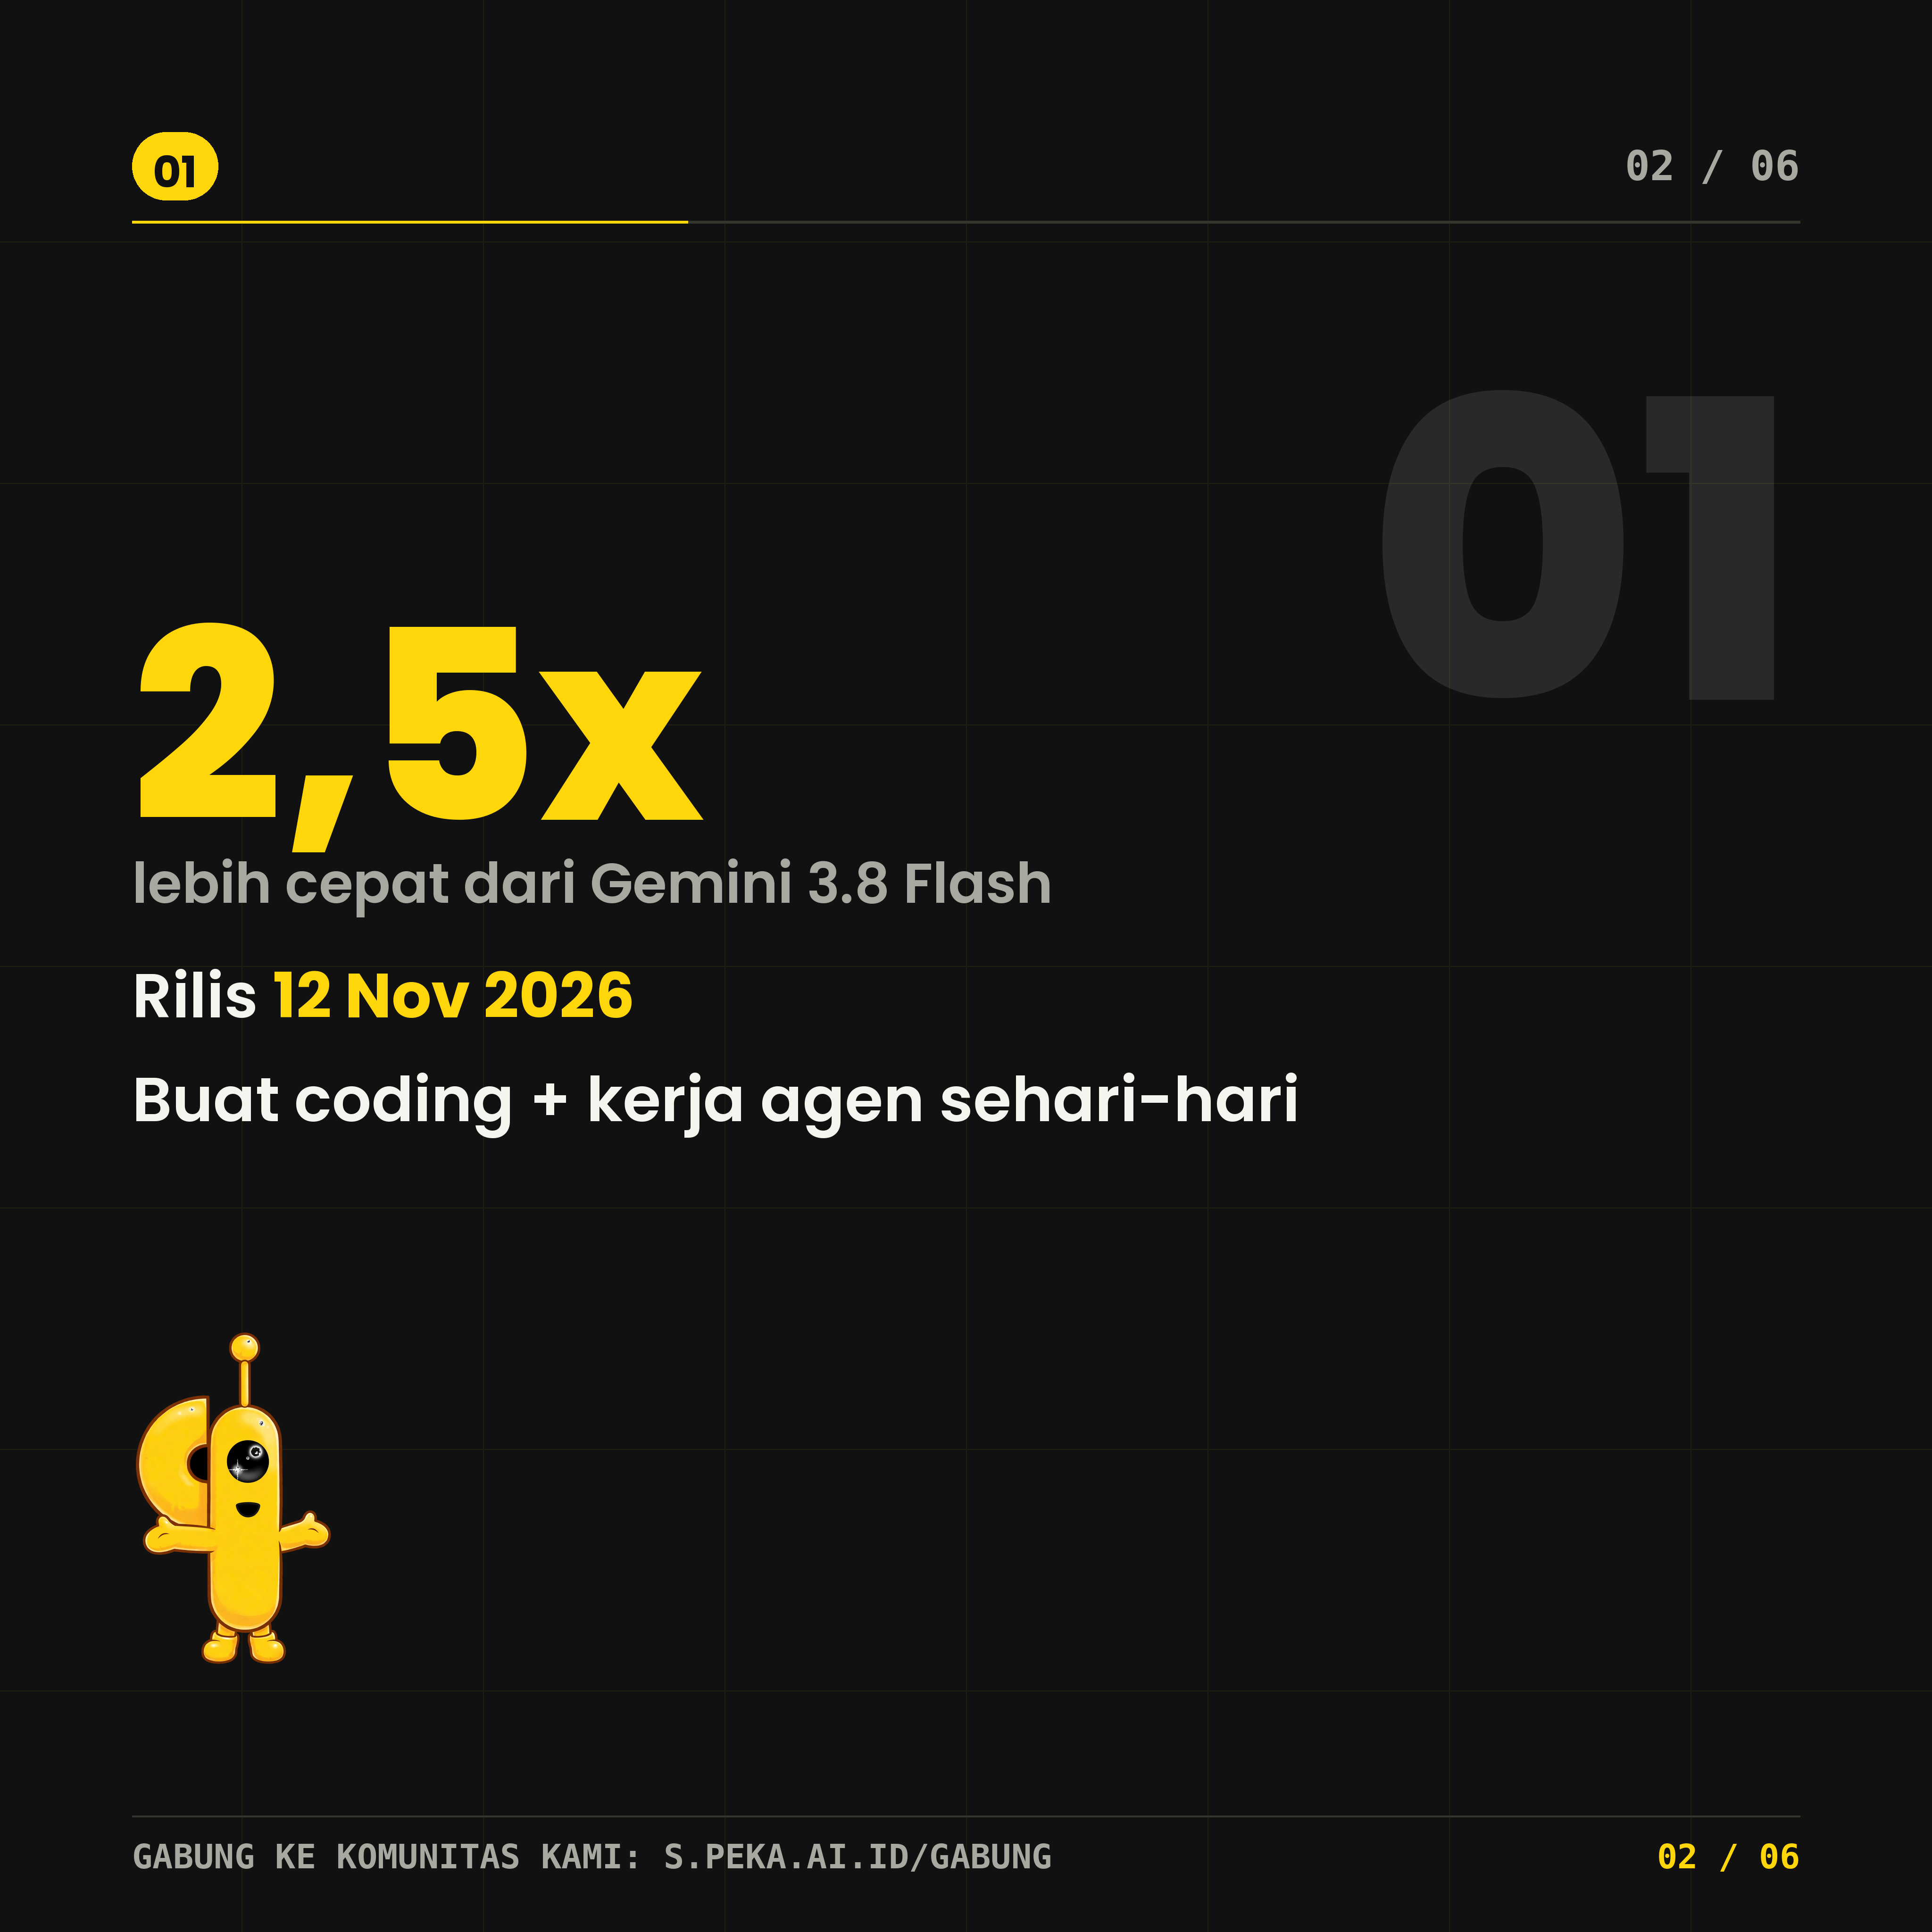 01
02 / 06
01
2,5x
lebih cepat dari Gemini 3.8 Flash
Rilis 12 Nov 2026
Buat coding + kerja agen sehari-hari
GABUNG KE KOMUNITAS KAMI: S.PEKA.AI.ID/GABUNG
02 / 06